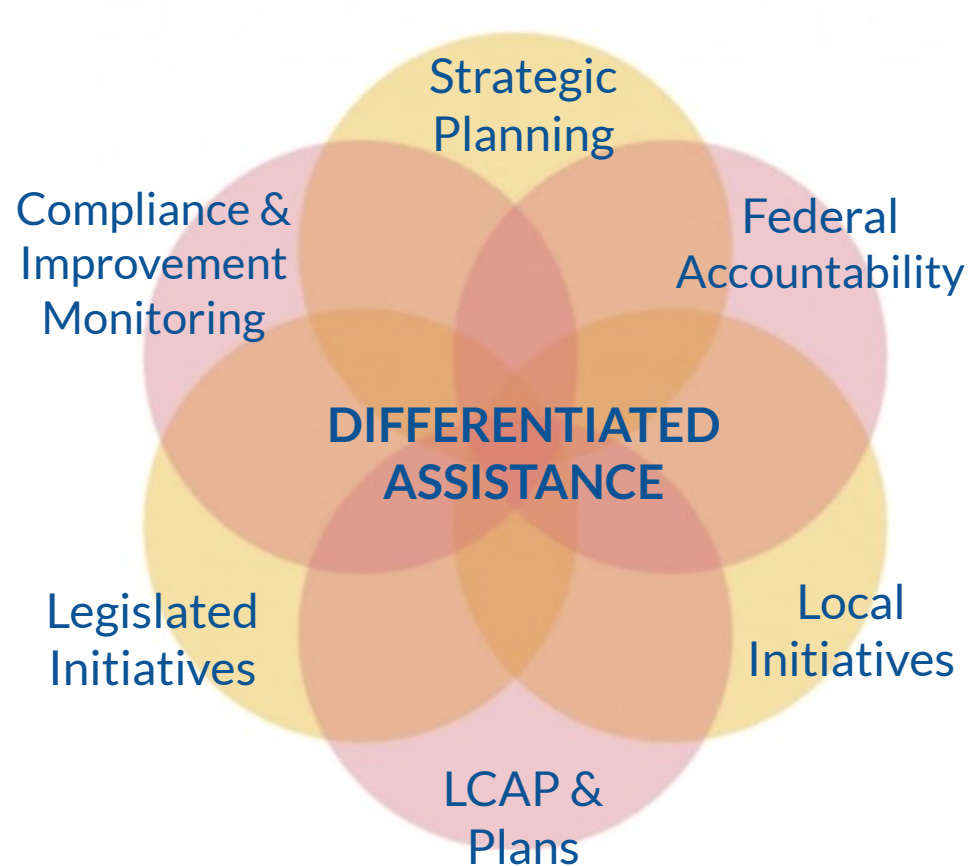 Strategic
Planning
Compliance &
Improvement
Monitoring
Federal
Accountability
DIFFERENTIATED
ASSISTANCE
Legislated
Initiatives
Local
Initiatives
LCAP &
Plans